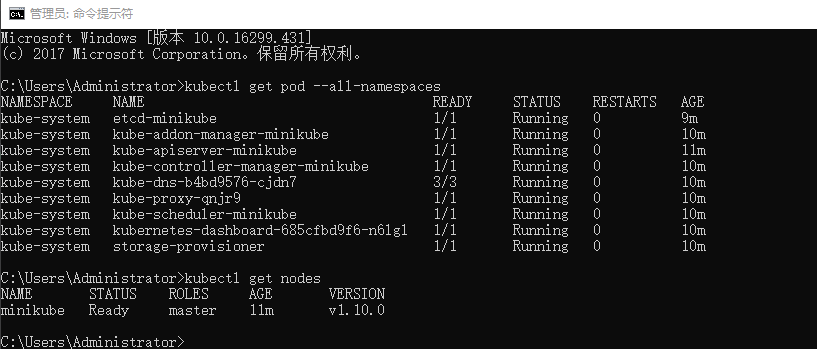 管理员: 命令提示符
Microsoft Windows [版本 10.0.16299.431]
(c) 2017 Microsoft Corporation。保留所有权利。
C:\Users\Administrator>kubectl get pod --all-namespaces
NAMESPACE NAME READY STATUS RESTARTS AGE
kube-system etcd-minikube 1/1 Running 0 9m
kube-system kube-addon-manager-minikube 1/1 Running 0 10m
kube-system kube-apiserver-minikube 1/1 Running 0 11m
kube-system kube-controller-manager-minikube 1/1 Running 0 10m
kube-system kube-dns-b4bd9576-cjdn7 3/3 Running 0 10m
kube-system kube-proxy-qnjr9 1/1 Running 0 10m
kube-system kube-scheduler-minikube 1/1 Running 0 10m
kube-system kubernetes-dashboard-685cfbd9f6-n6lgl 1/1 Running 0 10m
kube-system storage-provisioner 1/1 Running 0 10m
C:\Users\Administrator>kubectl get nodes
NAME STATUS ROLES AGE VERSION
minikube Ready master 11m v1.10.0
C:\Users\Administrator>